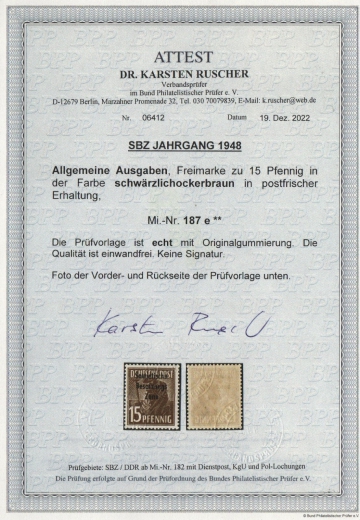 ATTEST
DR. KARSTEN RUSCHER
Verbandsprüfer
im Bund Philatelistischer Prüfer e. V.
D-12679 Berlin, Marzahner Promenade 32, Tel. 030 70079839, E-Mail: k.ruscher@web.de
Nr. 06412 Datum 19. Dez. 2022
SBZ JAHRGANG 1948
Allgemeine Ausgaben, Freimarke zu 15 Pfennig in
der Farbe schwärzlichockerbraun in postfrischer
Erhaltung,
Mi.-Nr. 187 e **
Die Prüfvorlage ist echt mit Originalgummierung. Die
Qualität ist einwandfrei. Keine Signatur.
Foto der Vorder- und Rückseite der Prüfvorlage unten.
Karsten Ruscher
15 PFENNIG
Prüfgebiete: SBZ / DDR ab Mi.-Nr. 182 mit Dienstpost, KgU und Pol-Lochungen
Die Prüfung erfolgte auf Grund der Prüfordnung des Bundes Philatelistischer Prüfer e.V.
© Bund Philatelistischer Prüfer e.V.